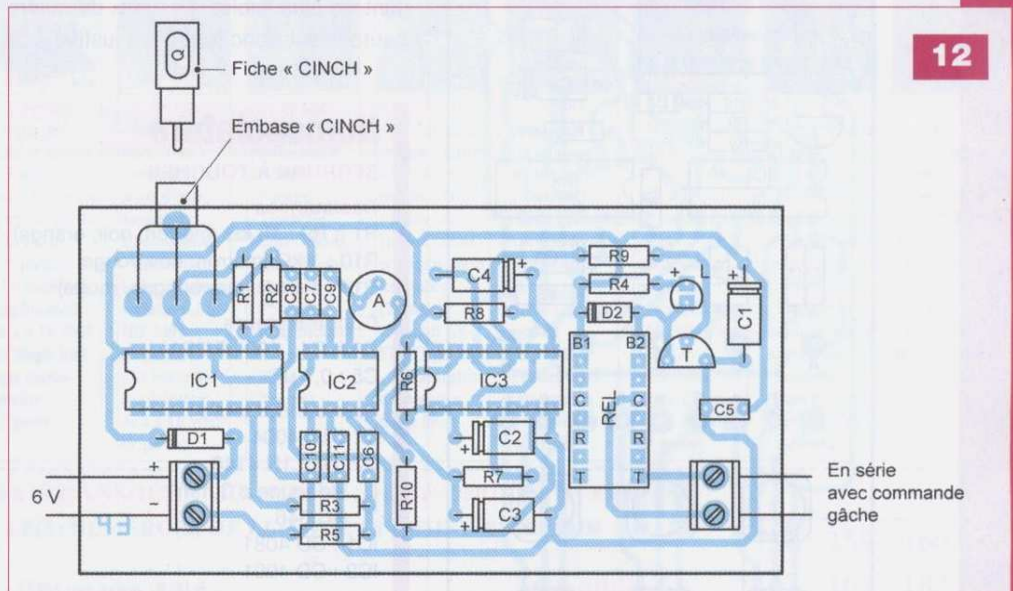 12
Fiche « CINCH »
Embase « CINCH »
R1
R2
C8
C7
C9
A
C4
+
R8
R9
R4
D2
+
L
+
C1
T
IC1
IC2
R6
IC3
B1
B2
C
C
REL
R
R
T
T
C5
D1
C10
C11
C6
+
C2
R7
+
C3
R10
R3
R5
+
6 V
-
En série
avec commande
gâche